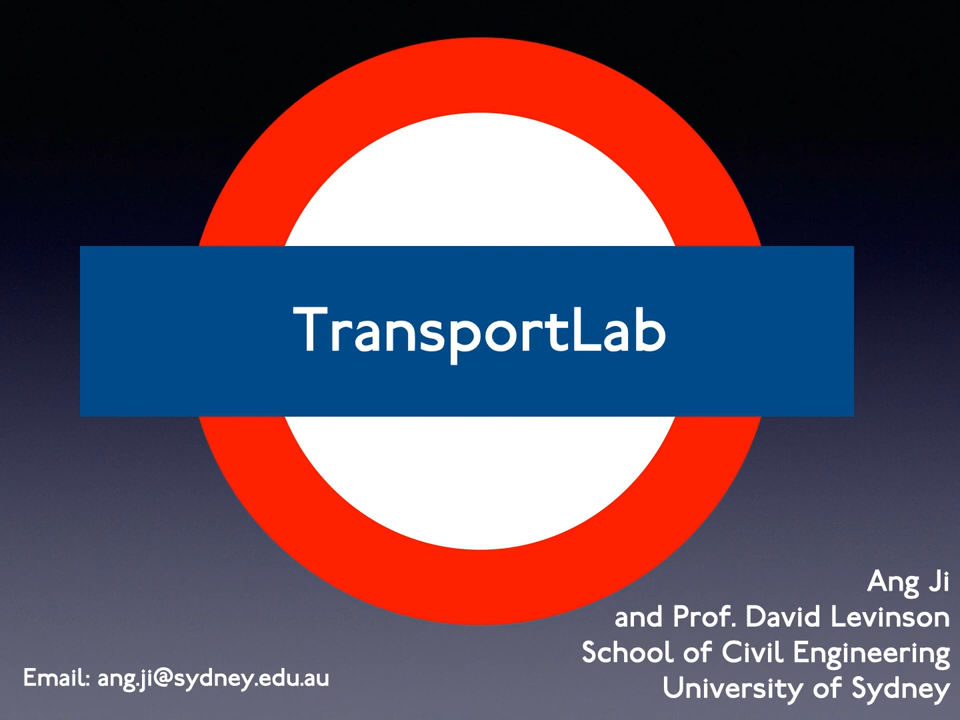 TransportLab
Ang Ji
and Prof. David Levinson
School of Civil Engineering
University of Sydney
Email: ang.ji@sydney.edu.au